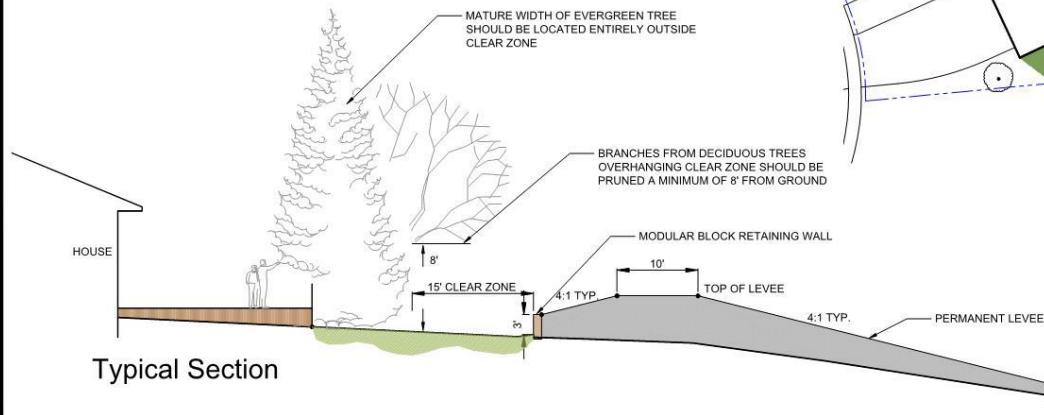 MATURE WIDTH OF EVERGREEN TREE
SHOULD BE LOCATED ENTIRELY OUTSIDE
CLEAR ZONE
BRANCHES FROM DECIDUOUS TREES
OVERHANGING CLEAR ZONE SHOULD BE
PRUNED A MINIMUM OF 8' FROM GROUND
HOUSE
MODULAR BLOCK RETAINING WALL
8'
10'
15' CLEAR ZONE
4:1 TYP.
TOP OF LEVEE
3'
4:1 TYP.
PERMANENT LEVEE
Typical Section